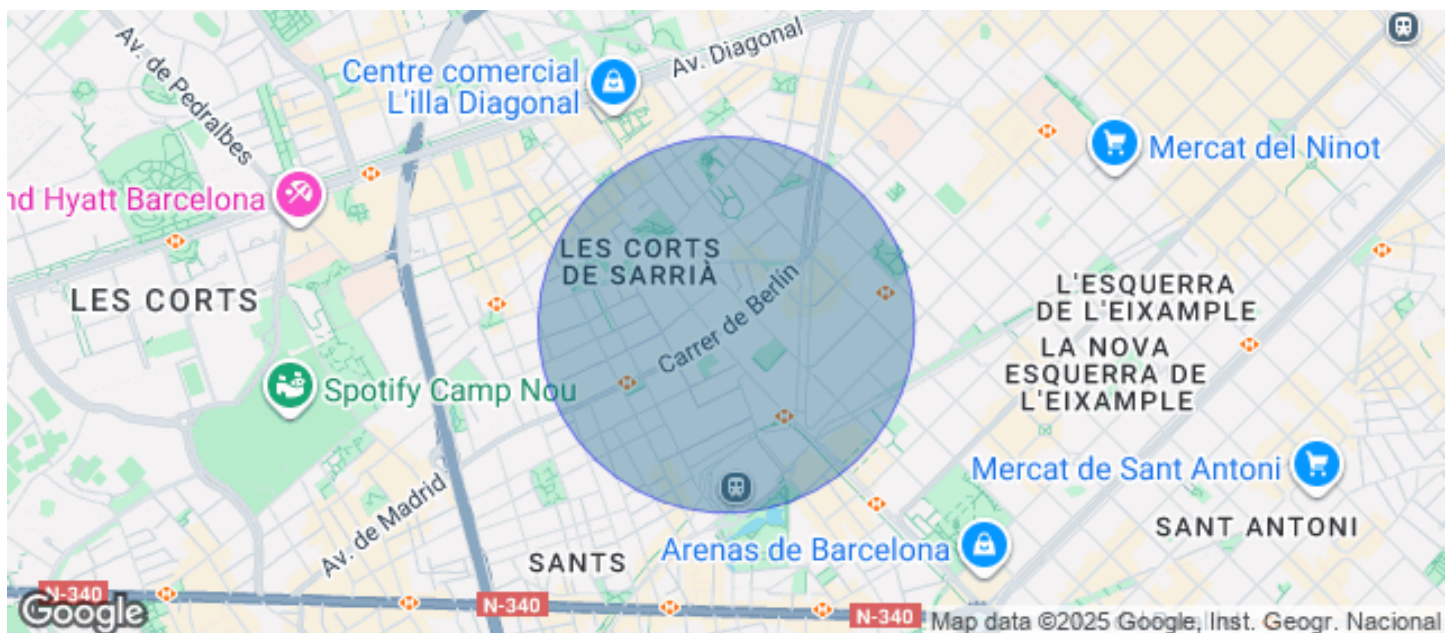 Av. de Pedralbes
Centre comercial
L'illa Diagonal
Av. Diagonal
Mercat del Ninot
nd Hyatt Barcelona
LES CORTS
DE SARRIÀ
LES CORTS
Carrer de Berlín
L'ESQUERRA
DE L'EIXAMPLE
LA NOVA
ESQUERRA DE
L'EIXAMPLE
Spotify Camp Nou
Mercat de Sant Antoni
Av. de Madrid
SANT ANTONI
SANTS
Arenas de Barcelona
N-340
N-340
N-340
Google
Map data ©2025 Google, Inst. Geogr. Nacional